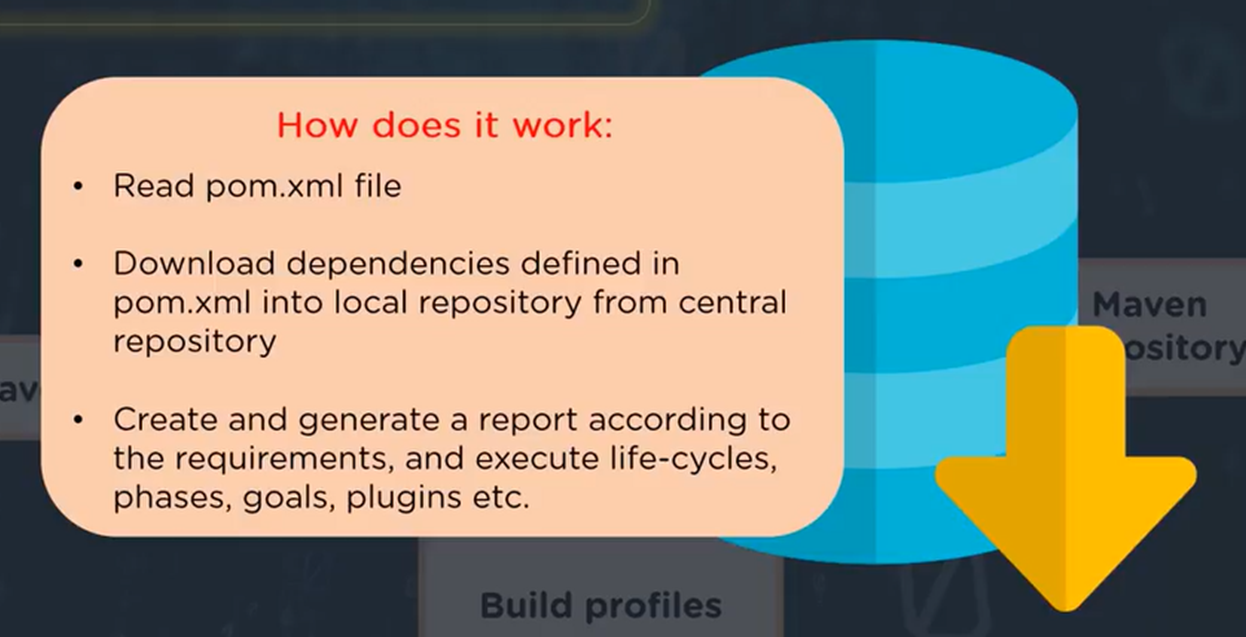 How does it work:
• Read pom.xml file
• Download dependencies defined in
pom.xml into local repository from central
repository
• Create and generate a report according to
the requirements, and execute life-cycles,
phases, goals, plugins etc.
Maven
Build profiles